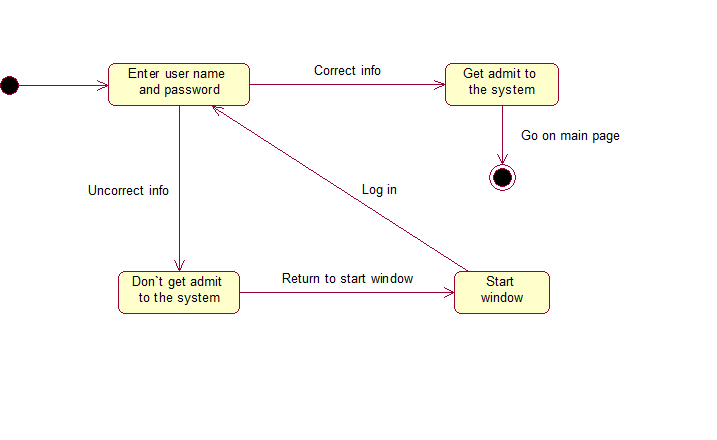 Enter user name
and password
Correct info
Get admit to
the system
Go on main page
Uncorrect info
Log in
Don`t get admit
to the system
Return to start window
Start
window